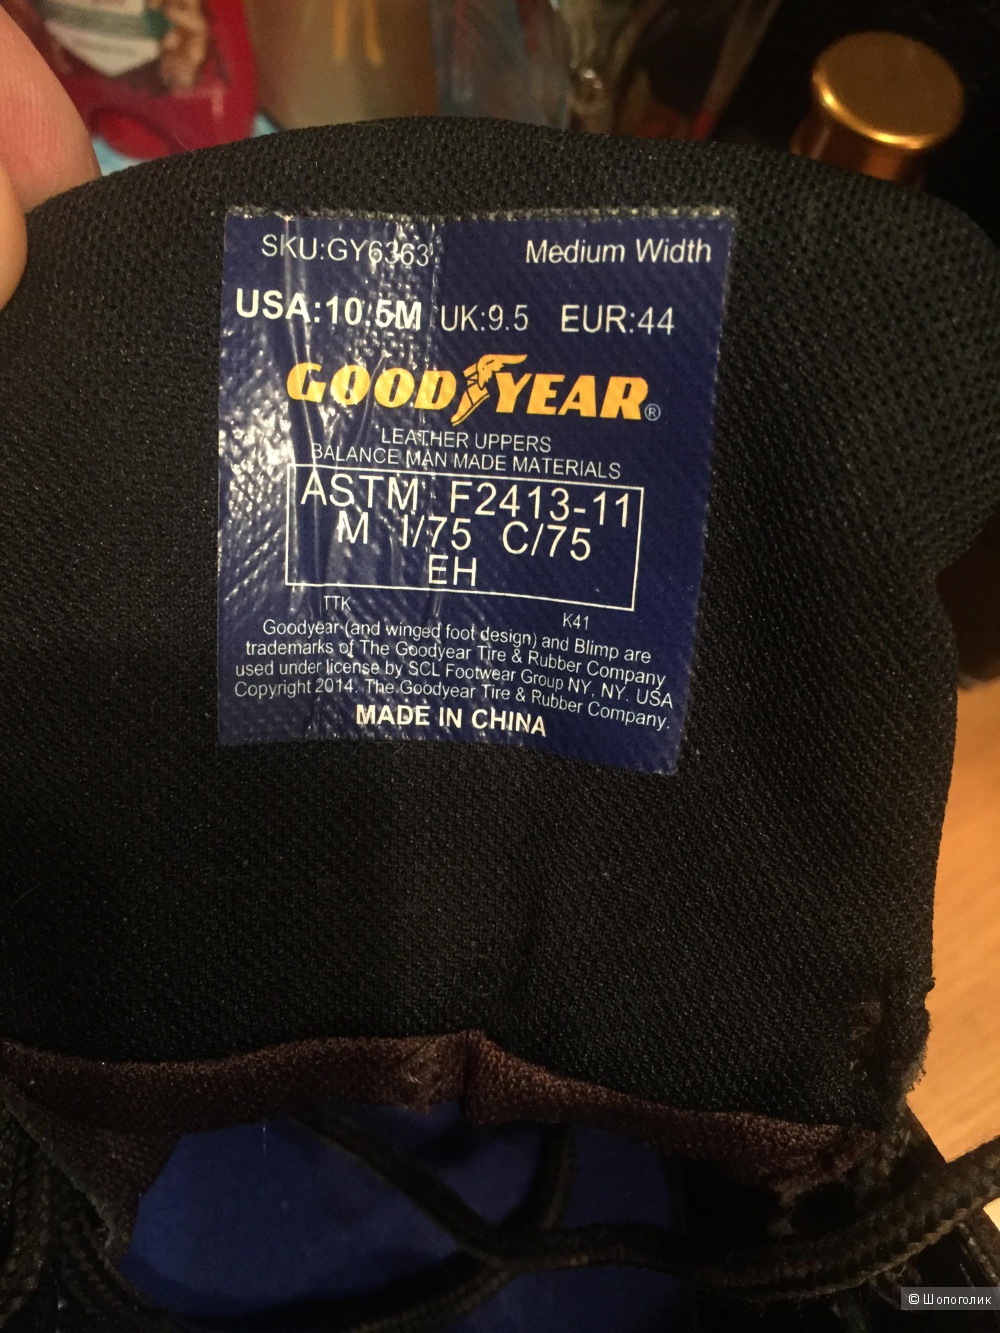 SKU:GY6363 Medium Width
USA:10.5M UK:9.5 EUR:44
GOODYEAR®
LEATHER UPPERS
BALANCE MAN MADE MATERIALS
ASTM F2413-11
M I/75 C/75
EH
TTK K41
Goodyear (and winged foot design) and Blimp are
trademarks of The Goodyear Tire & Rubber Company
used under license by SCL Footwear Group NY, NY. USA
Copyright 2014. The Goodyear Tire & Rubber Company.
MADE IN CHINA
© Шопоголик